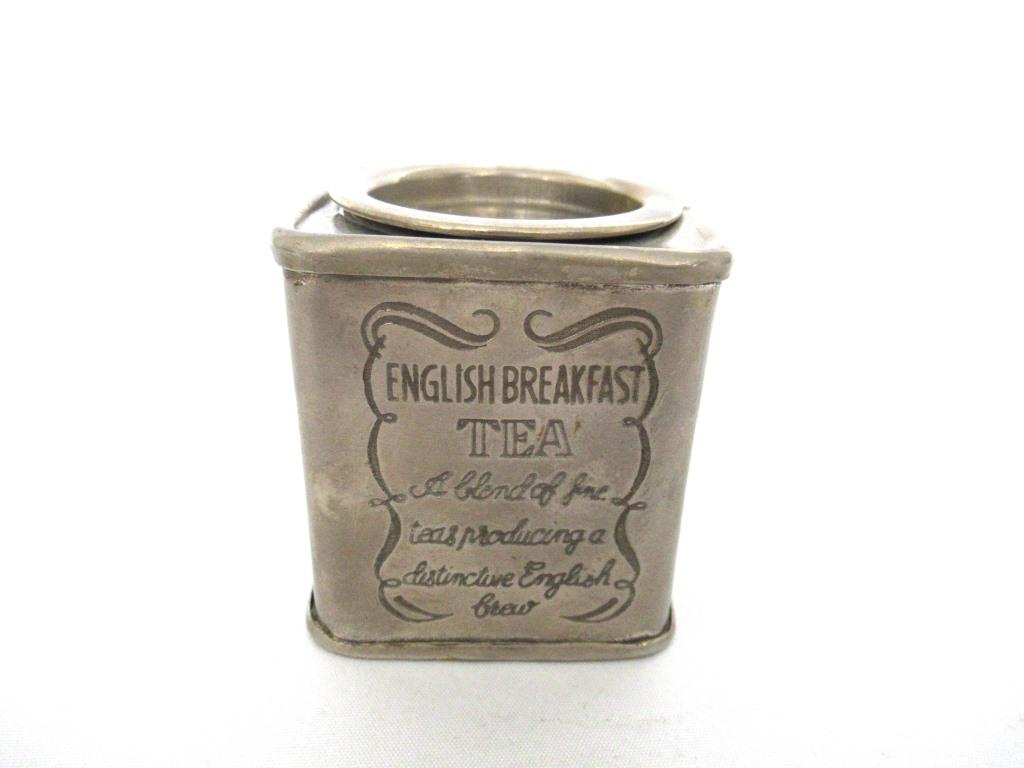 ENGLISH BREAKFAST
TEA
A blend of fine
teas producing a
distinctive English
brew